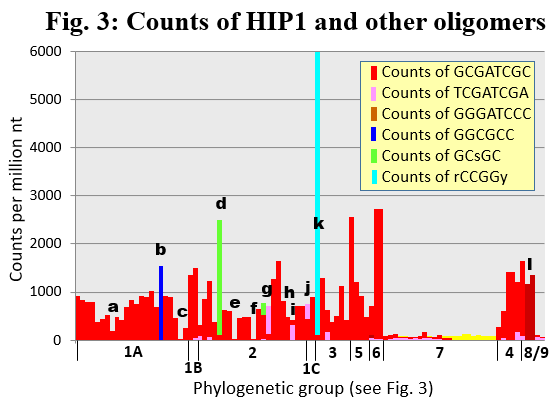 Fig. 3: Counts of HIP1 and other oligomers
6000
5000
4000
3000
2000
1000
0
Counts per million nt
Counts of GCGATCGC
Counts of TCGATCGA
Counts of GGGATCCC
Counts of GGCGCC
Counts of GCsGC
Counts of rCCGGy
a
b
c
d
e
f
g
h
i
j
k
l
1A
1B
2
1C
3
5
6
7
4
8/9
Phylogenetic group (see Fig. 3)